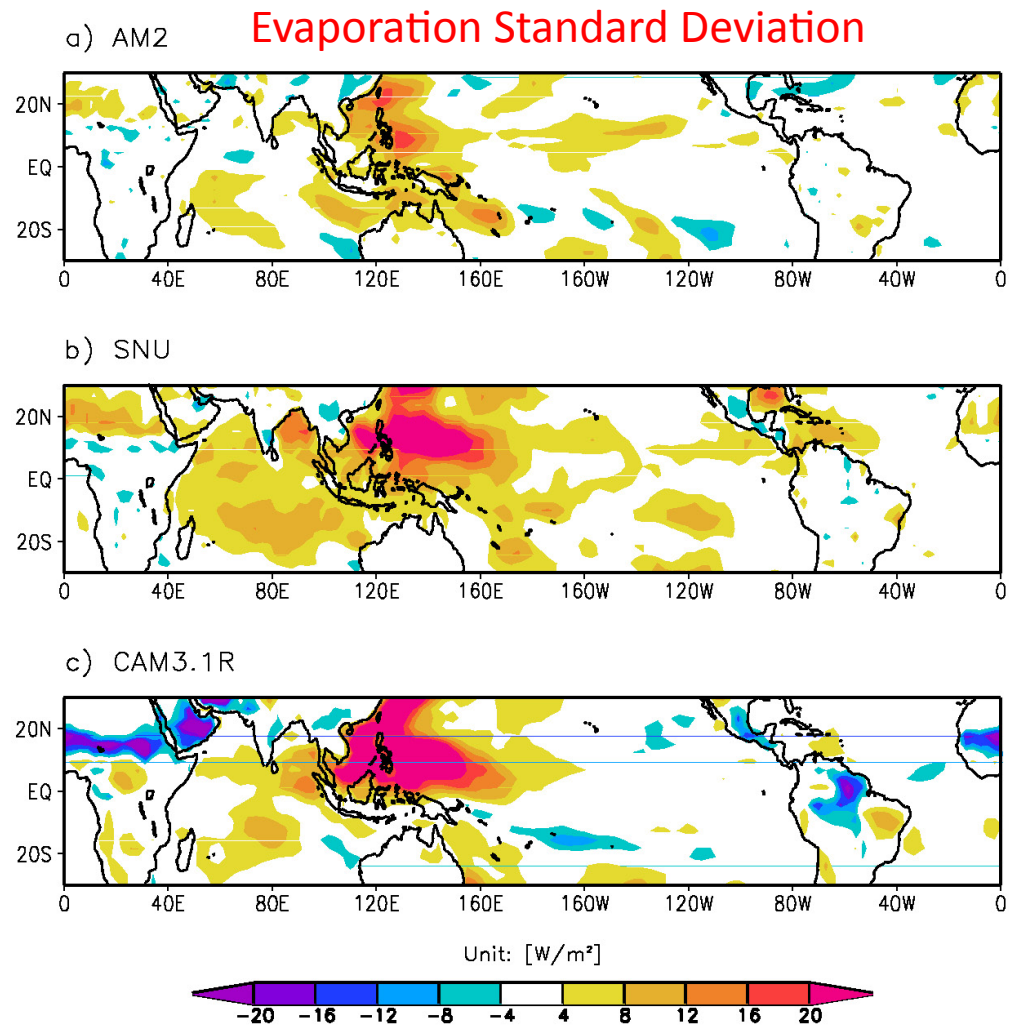 Evaporation Standard Deviation
a) AM2
20N
EQ
20S
0 40E 80E 120E 160E 160W 120W 80W 40W 0
b) SNU
20N
EQ
20S
0 40E 80E 120E 160E 160W 120W 80W 40W 0
c) CAM3.1R
20N
EQ
20S
0 40E 80E 120E 160E 160W 120W 80W 40W 0
Unit: [W/m²]
-20 -16 -12 -8 -4 4 8 12 16 20